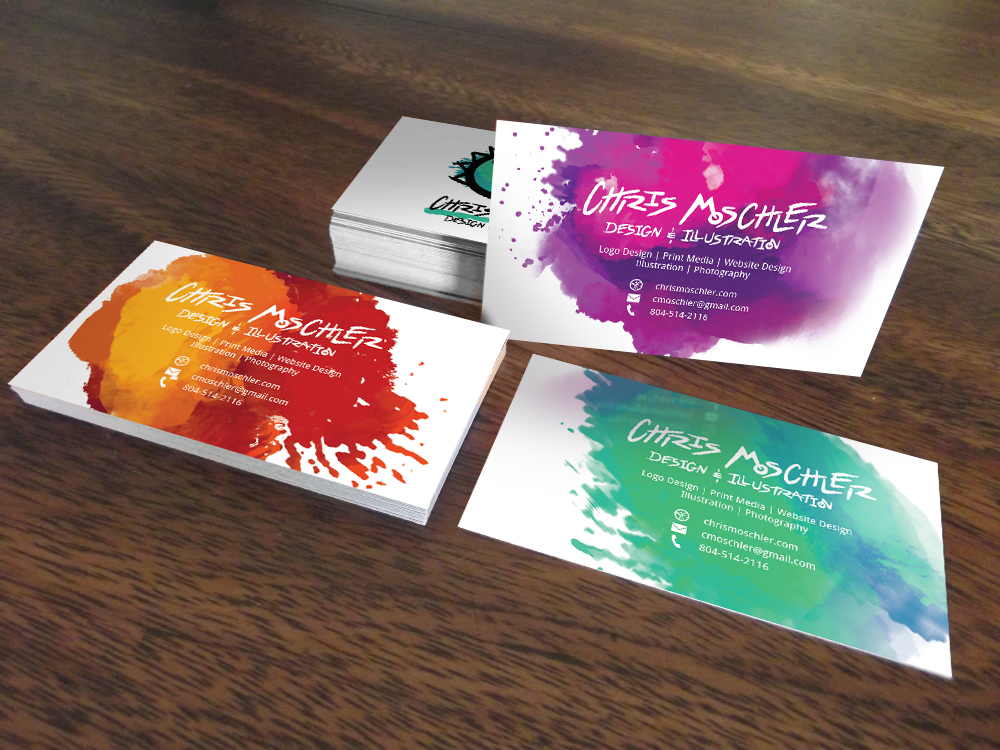 CHRIS
DESIGN
CHRIS MOSCHLER
DESIGN & ILLUSTRATION
Logo Design | Print Media | Website Design
Illustration | Photography
chrismoschler.com
cmoschler@gmail.com
804-514-2116
CHRIS MOSCHLER
DESIGN & ILLUSTRATION
Logo Design | Print Media | Website Design
Illustration | Photography
chrismoschler.com
cmoschler@gmail.com
804-514-2116
CHRIS MOSCHLER
DESIGN & ILLUSTRATION
Logo Design | Print Media | Website Design
Illustration | Photography
chrismoschler.com
cmoschler@gmail.com
804-514-2116